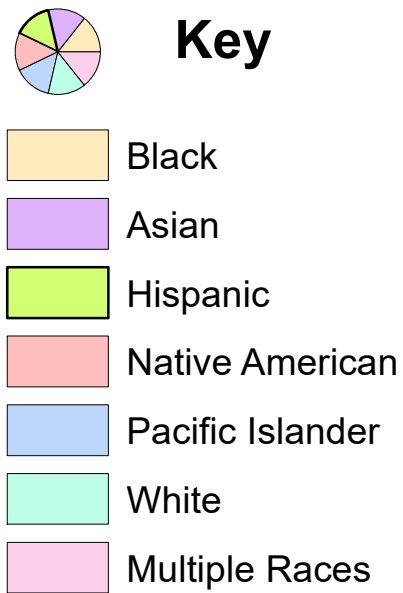 Key
Black
Asian
Hispanic
Native American
Pacific Islander
White
Multiple Races